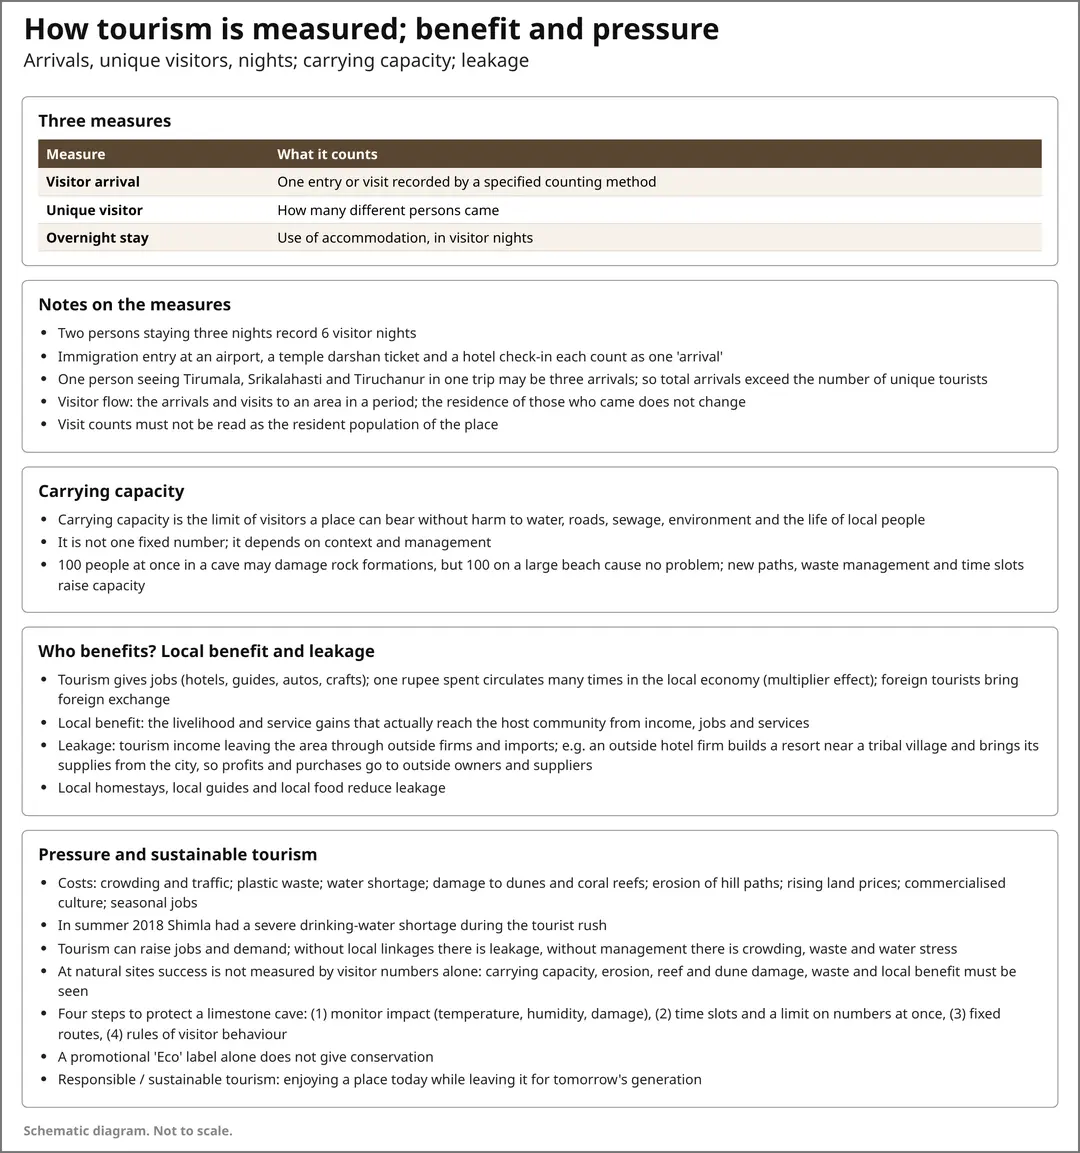 How tourism is measured; benefit and pressure
Arrivals, unique visitors, nights; carrying capacity; leakage
Three measures
Measure What it counts
Visitor arrival One entry or visit recorded by a specified counting method
Unique visitor How many different persons came
Overnight stay Use of accommodation, in visitor nights
Notes on the measures
• Two persons staying three nights record 6 visitor nights
• Immigration entry at an airport, a temple darshan ticket and a hotel check-in each count as one 'arrival'
• One person seeing Tirumala, Srikalahasti and Tiruchanur in one trip may be three arrivals; so total arrivals exceed the number of unique tourists
• Visitor flow: the arrivals and visits to an area in a period; the residence of those who came does not change
• Visit counts must not be read as the resident population of the place
Carrying capacity
• Carrying capacity is the limit of visitors a place can bear without harm to water, roads, sewage, environment and the life of local people
• It is not one fixed number; it depends on context and management
• 100 people at once in a cave may damage rock formations, but 100 on a large beach cause no problem; new paths, waste management and time slots
raise capacity
Who benefits? Local benefit and leakage
• Tourism gives jobs (hotels, guides, autos, crafts); one rupee spent circulates many times in the local economy (multiplier effect); foreign tourists bring
foreign exchange
• Local benefit: the livelihood and service gains that actually reach the host community from income, jobs and services
• Leakage: tourism income leaving the area through outside firms and imports; e.g. an outside hotel firm builds a resort near a tribal village and brings its
supplies from the city, so profits and purchases go to outside owners and suppliers
• Local homestays, local guides and local food reduce leakage
Pressure and sustainable tourism
• Costs: crowding and traffic; plastic waste; water shortage; damage to dunes and coral reefs; erosion of hill paths; rising land prices; commercialised
culture; seasonal jobs
• In summer 2018 Shimla had a severe drinking-water shortage during the tourist rush
• Tourism can raise jobs and demand; without local linkages there is leakage, without management there is crowding, waste and water stress
• At natural sites success is not measured by visitor numbers alone: carrying capacity, erosion, reef and dune damage, waste and local benefit must be
seen
• Four steps to protect a limestone cave: (1) monitor impact (temperature, humidity, damage), (2) time slots and a limit on numbers at once, (3) fixed
routes, (4) rules of visitor behaviour
• A promotional 'Eco' label alone does not give conservation
• Responsible / sustainable tourism: enjoying a place today while leaving it for tomorrow's generation
Schematic diagram. Not to scale.